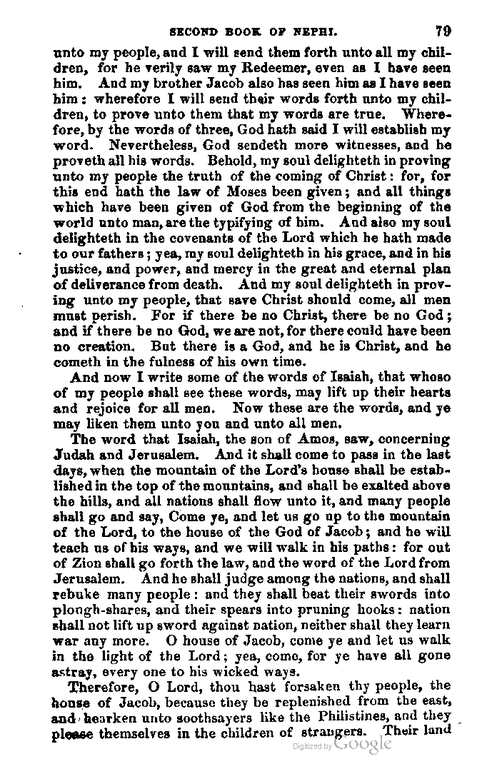 SECOND BOOK OF NEPHI. 79
unto my people, and I will send them forth unto all my chil-
dren, for he verily saw my Redeemer, even as I have seen
him. And my brother Jacob also has seen him as I have seen
him: wherefore I will send their words forth unto my chil-
dren, to prove unto them that my words are true. Where-
fore, by the words of three, God hath said I will establish my
word. Nevertheless, God sendeth more witnesses, and he
proveth all his words. Behold, my soul delighteth in proving
unto my people the truth of the coming of Christ: for, for
this end hath the law of Moses been given; and all things
which have been given of God from the beginning of the
world unto man, are the typifying of him. And also my soul
delighteth in the covenants of the Lord which he hath made
to our fathers; yea, my soul delighteth in his grace, and in his
justice, and power, and mercy in the great and eternal plan
of deliverance from death. And my soul delighteth in prov-
ing unto my people, that save Christ should come, all men
must perish. For if there be no Christ, there be no God;
and if there be no God, we are not, for there could have been
no creation. But there is a God, and he is Christ, and he
cometh in the fulness of his own time.
And now I write some of the words of Isaiah, that whoso
of my people shall see these words, may lift up their hearts
and rejoice for all men. Now these are the words, and ye
may liken them unto you and unto all men.
The word that Isaiah, the son of Amos, saw, concerning
Judah and Jerusalem. And it shall come to pass in the last
days, when the mountain of the Lord's house shall be estab-
lished in the top of the mountains, and shall be exalted above
the hills, and all nations shall flow unto it, and many people
shall go and say, Come ye, and let us go up to the mountain
of the Lord, to the house of the God of Jacob; and he will
teach us of his ways, and we will walk in his paths: for out
of Zion shall go forth the law, and the word of the Lord from
Jerusalem. And he shall judge among the nations, and shall
rebuke many people: and they shall beat their swords into
plough-shares, and their spears into pruning hooks: nation
shall not lift up sword against nation, neither shall they learn
war any more. O house of Jacob, come ye and let us walk
in the light of the Lord; yea, come, for ye have all gone
astray, every one to his wicked ways.
Therefore, O Lord, thou hast forsaken thy people, the
house of Jacob, because they be replenished from the east,
and hearken unto soothsayers like the Philistines, and they
please themselves in the children of strangers. Their land
Digitized by Google